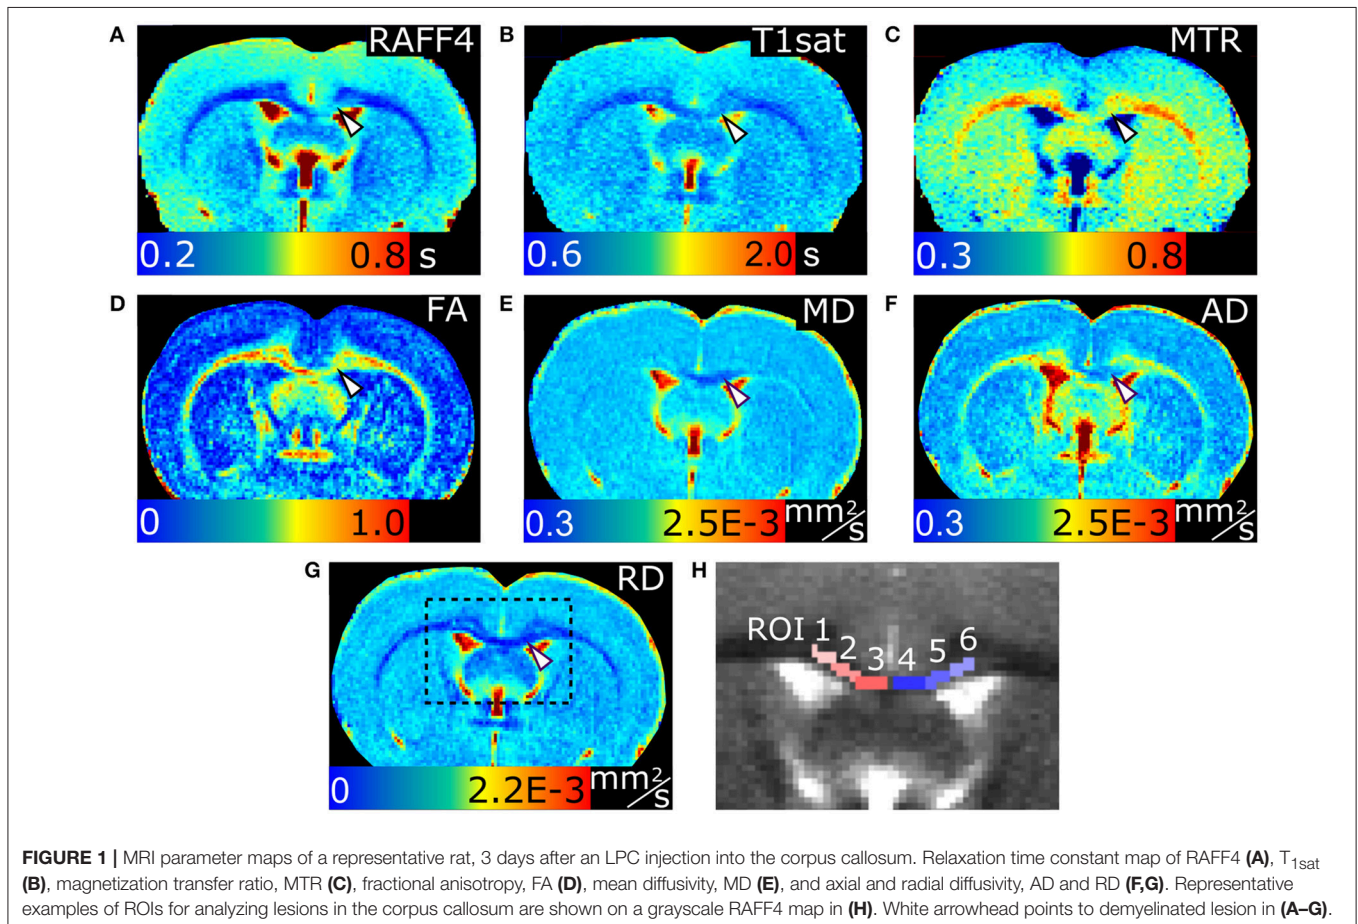 A RAFF4
0.2 0.8 s
B T1sat
0.6 2.0 s
C MTR
0.3 0.8
D FA
0 1.0
E MD
0.3 2.5E-3 mm²/s
F AD
0.3 2.5E-3 mm²/s
G RD
0 2.2E-3 mm²/s
H
ROI 1 2 3 4 5 6
FIGURE 1 | MRI parameter maps of a representative rat, 3 days after an LPC injection into the corpus callosum. Relaxation time constant map of RAFF4 (A), T1sat
(B), magnetization transfer ratio, MTR (C), fractional anisotropy, FA (D), mean diffusivity, MD (E), and axial and radial diffusivity, AD and RD (F,G). Representative
examples of ROIs for analyzing lesions in the corpus callosum are shown on a grayscale RAFF4 map in (H). White arrowhead points to demyelinated lesion in (A–G).